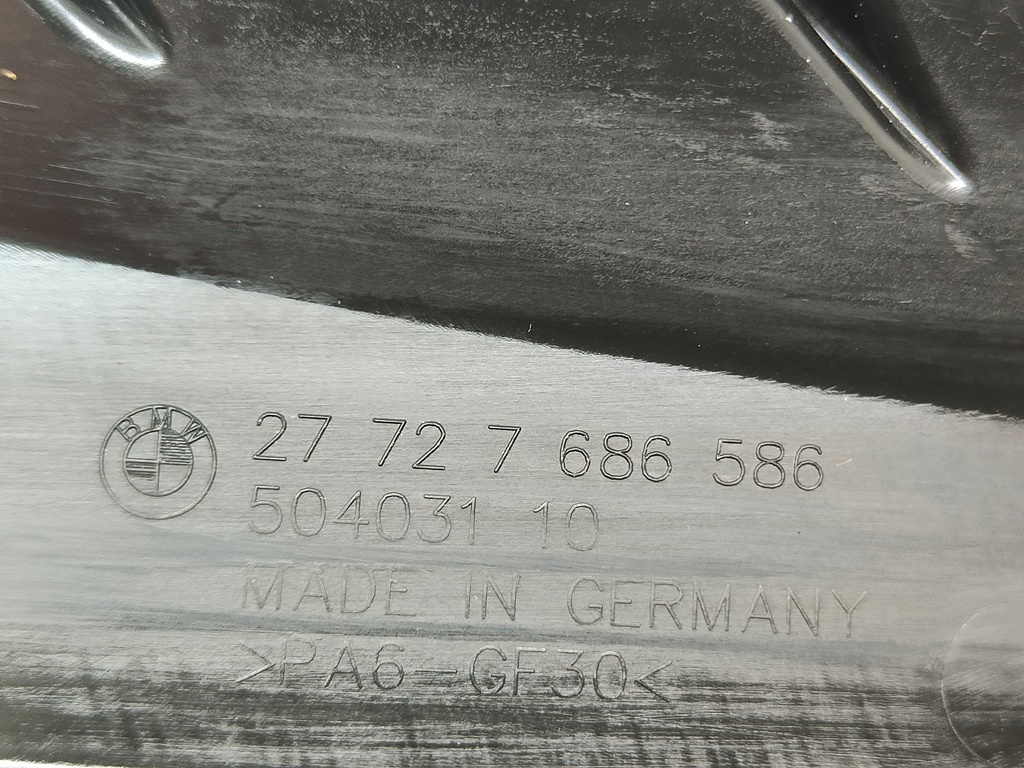 BMW
27 72 7 686 586
504031 10
MADE IN GERMANY
>PA6-GF30<